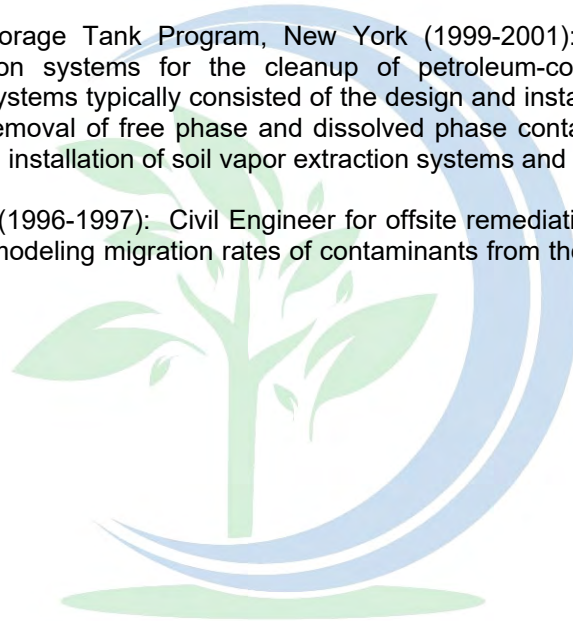 orage Tank Program, New York (1999-2001):
on systems for the cleanup of petroleum-co
ystems typically consisted of the design and insta
emoval of free phase and dissolved phase conta
installation of soil vapor extraction systems and
(1996-1997): Civil Engineer for offsite remediati
modeling migration rates of contaminants from the